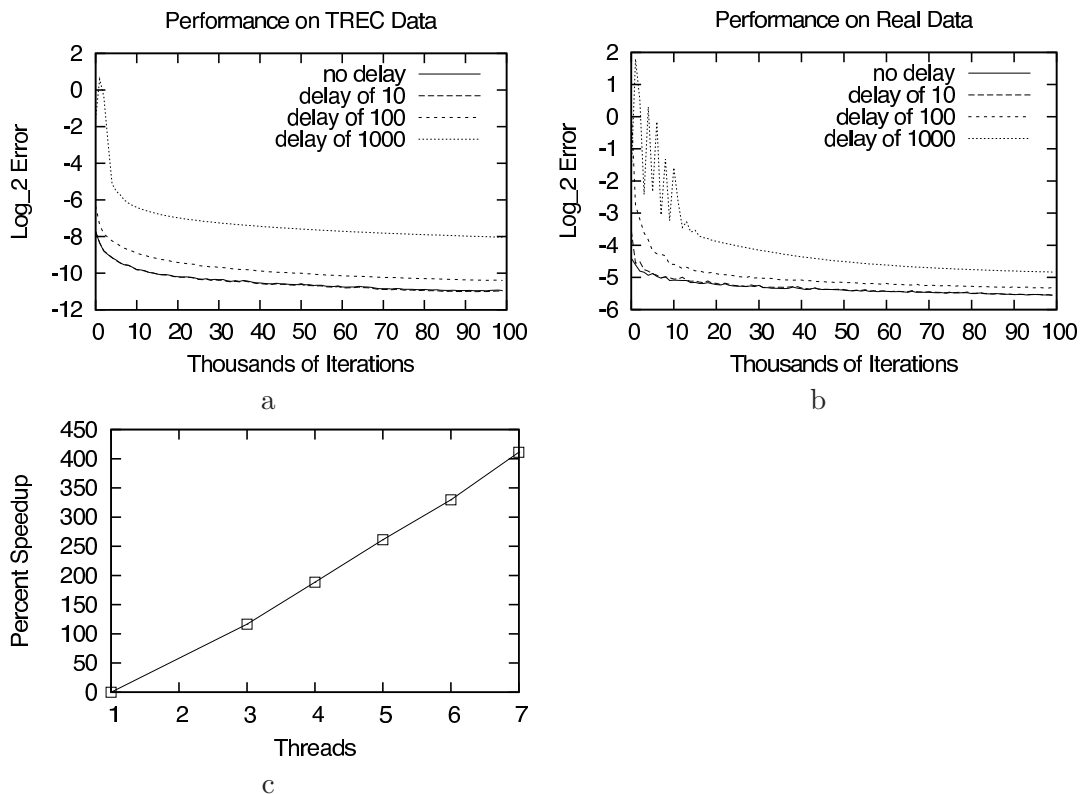 Performance on TREC Data
Log_2 Error
2
0
-2
-4
-6
-8
-10
-12
no delay
delay of 10
delay of 100
delay of 1000
0 10 20 30 40 50 60 70 80 90 100
Thousands of Iterations
a
Performance on Real Data
Log_2 Error
2
1
0
-1
-2
-3
-4
-5
-6
no delay
delay of 10
delay of 100
delay of 1000
0 10 20 30 40 50 60 70 80 90 100
Thousands of Iterations
b
Percent Speedup
450
400
350
300
250
200
150
100
50
0
1 2 3 4 5 6 7
Threads
c